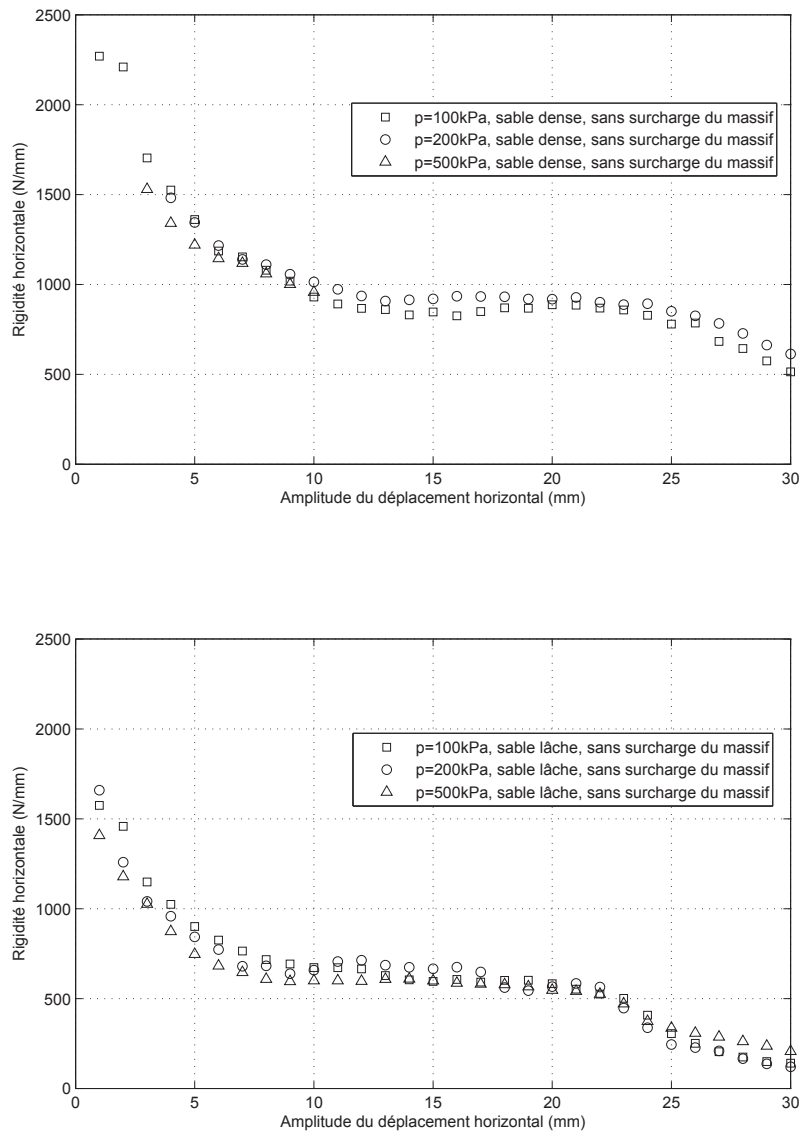 2500
2000
1500
1000
500
0
Rigidité horizontale (N/mm)
p=100kPa, sable dense, sans surcharge du massif
p=200kPa, sable dense, sans surcharge du massif
p=500kPa, sable dense, sans surcharge du massif
0 5 10 15 20 25 30
Amplitude du déplacement horizontal (mm)
2500
2000
1500
1000
500
0
Rigidité horizontale (N/mm)
p=100kPa, sable lâche, sans surcharge du massif
p=200kPa, sable lâche, sans surcharge du massif
p=500kPa, sable lâche, sans surcharge du massif
0 5 10 15 20 25 30
Amplitude du déplacement horizontal (mm)